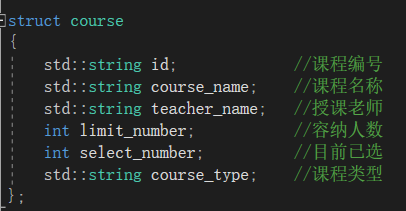 struct course
{
std::string id; //课程编号
std::string course_name; //课程名称
std::string teacher_name; //授课老师
int limit_number; //容纳人数
int select_number; //目前已选
std::string course_type; //课程类型
};